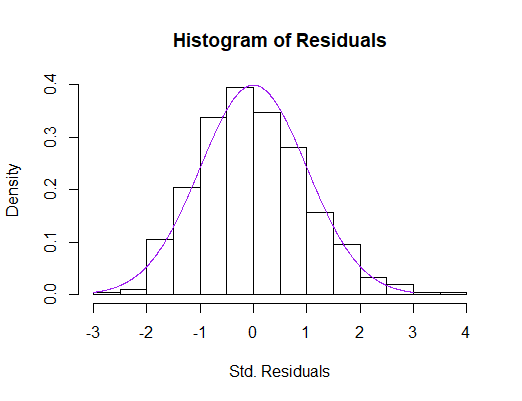 Histogram of Residuals
Density
0.4
0.3
0.2
0.1
0.0
-3 -2 -1 0 1 2 3 4
Std. Residuals